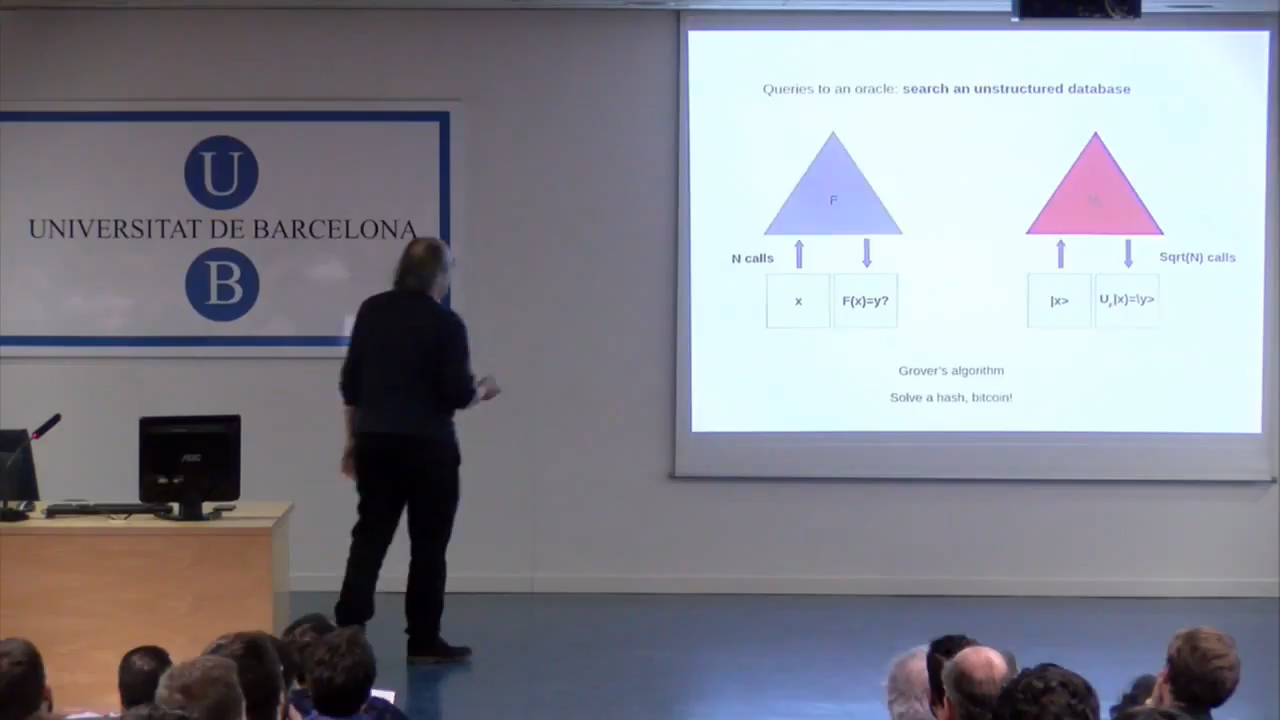 U
UNIVERSITAT DE BARCELONA
B
AOC
Queries to an oracle: search an unstructured database
F
N calls
Sqrt(N) calls
x
F(x)=y?
|x>
Grover's algorithm
Solve a hash, bitcoin!